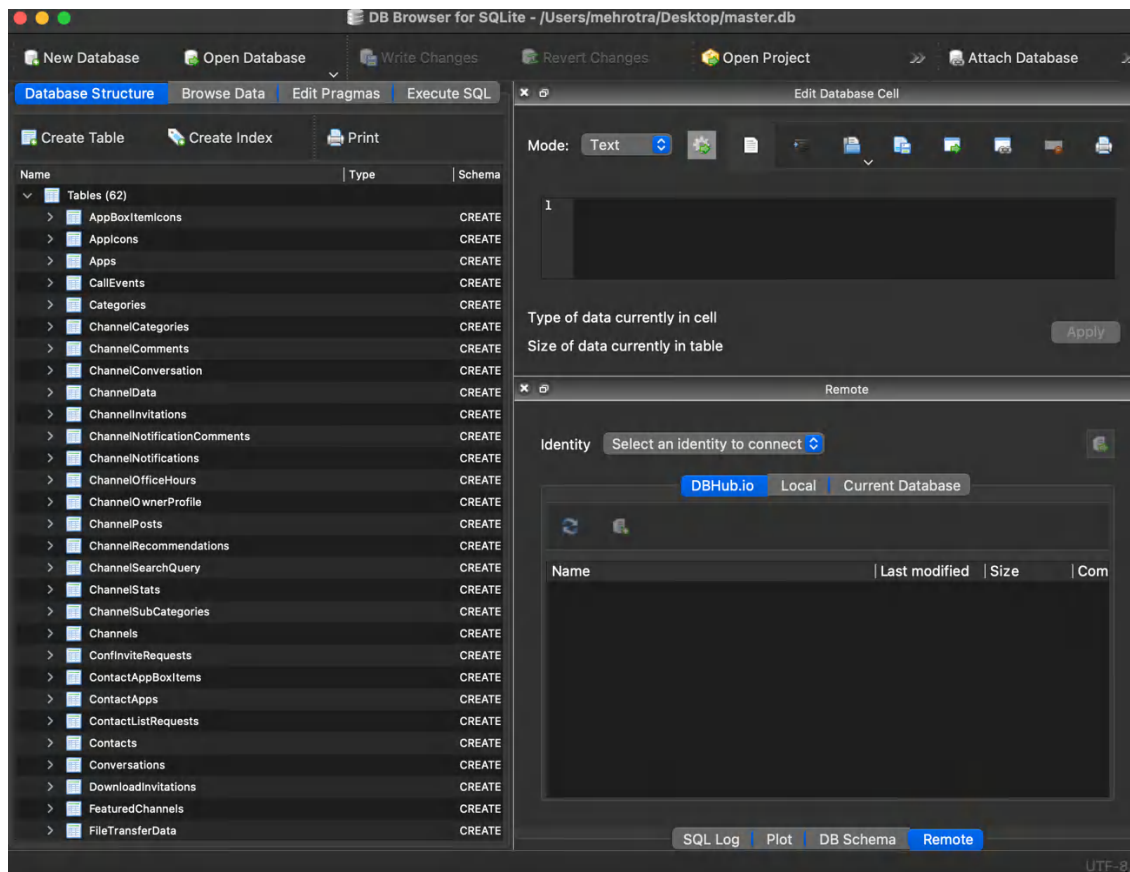 DB Browser for SQLite - /Users/mehrotra/Desktop/master.db
New Database Open Database Write Changes Revert Changes Open Project Attach Database
Database Structure Browse Data Edit Pragmas Execute SQL
Create Table Create Index Print
Name Type Schema
Tables (62)
AppBoxItemIcons CREATE
AppIcons CREATE
Apps CREATE
CallEvents CREATE
Categories CREATE
ChannelCategories CREATE
ChannelComments CREATE
ChannelConversation CREATE
ChannelData CREATE
ChannelInvitations CREATE
ChannelNotificationComments CREATE
ChannelNotifications CREATE
ChannelOfficeHours CREATE
ChannelOwnerProfile CREATE
ChannelPosts CREATE
ChannelRecommendations CREATE
ChannelSearchQuery CREATE
ChannelStats CREATE
ChannelSubCategories CREATE
Channels CREATE
ConfInviteRequests CREATE
ContactAppBoxItems CREATE
ContactApps CREATE
ContactListRequests CREATE
Contacts CREATE
Conversations CREATE
DownloadInvitations CREATE
FeaturedChannels CREATE
FileTransferData CREATE
Edit Database Cell
Mode: Text
1
Type of data currently in cell
Size of data currently in table
Apply
Remote
Identity Select an identity to connect
DBHub.io Local Current Database
Name Last modified Size Com
SQL Log Plot DB Schema Remote
UTF-8